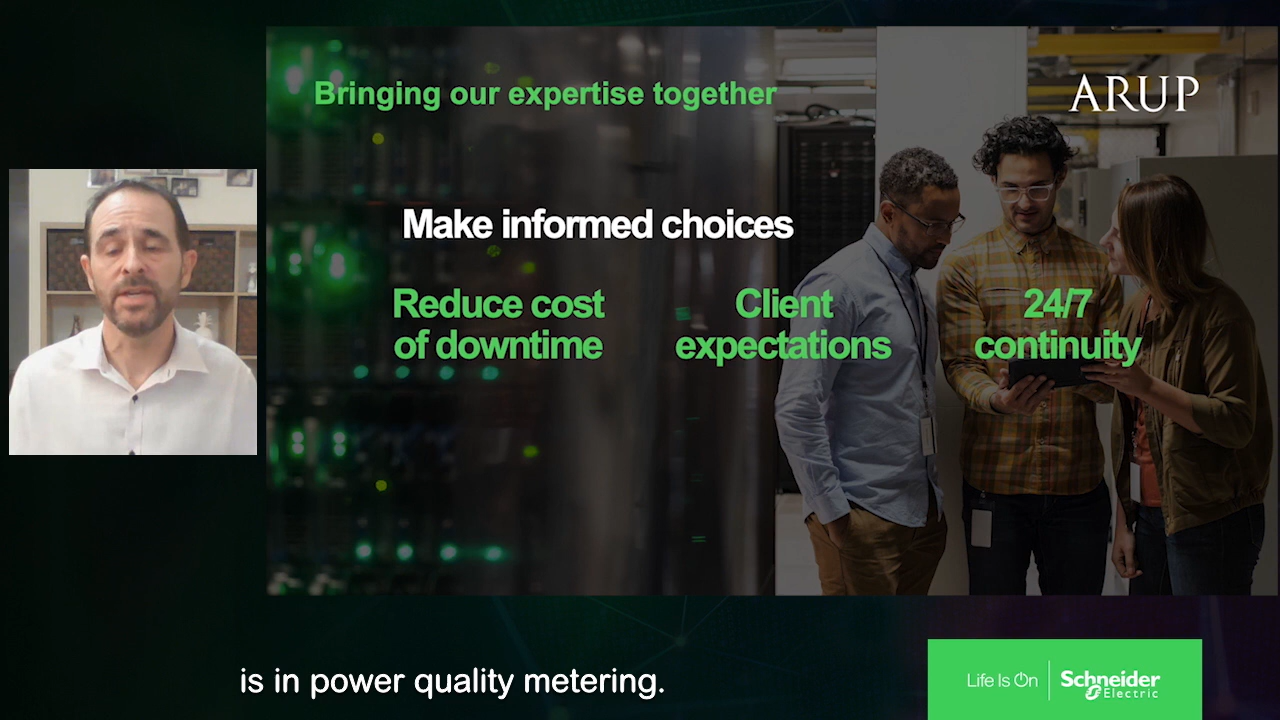 Bringing our expertise together
ARUP
Make informed choices
Reduce cost
of downtime
Client
expectations
24/7
continuity
is in power quality metering.
Life Is On
Schneider
Electric